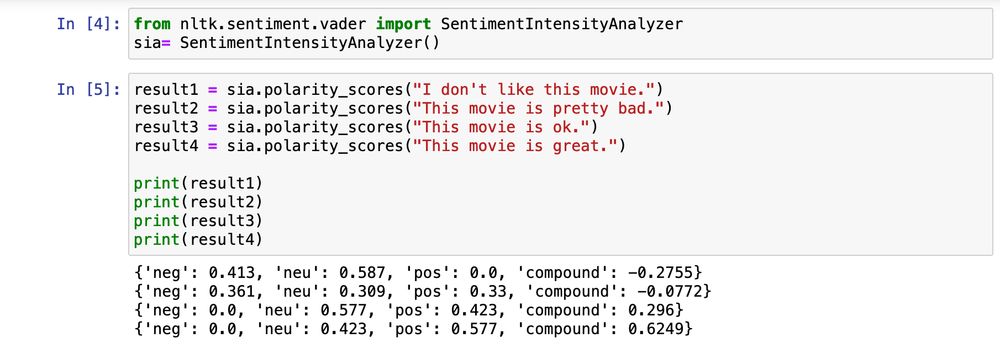 In [4]: from nltk.sentiment.vader import SentimentIntensityAnalyzer
sia= SentimentIntensityAnalyzer()
In [5]: result1 = sia.polarity_scores("I don't like this movie.")
result2 = sia.polarity_scores("This movie is pretty bad.")
result3 = sia.polarity_scores("This movie is ok.")
result4 = sia.polarity_scores("This movie is great.")
print(result1)
print(result2)
print(result3)
print(result4)
{'neg': 0.413, 'neu': 0.587, 'pos': 0.0, 'compound': -0.2755}
{'neg': 0.361, 'neu': 0.309, 'pos': 0.33, 'compound': -0.0772}
{'neg': 0.0, 'neu': 0.577, 'pos': 0.423, 'compound': 0.296}
{'neg': 0.0, 'neu': 0.423, 'pos': 0.577, 'compound': 0.6249}